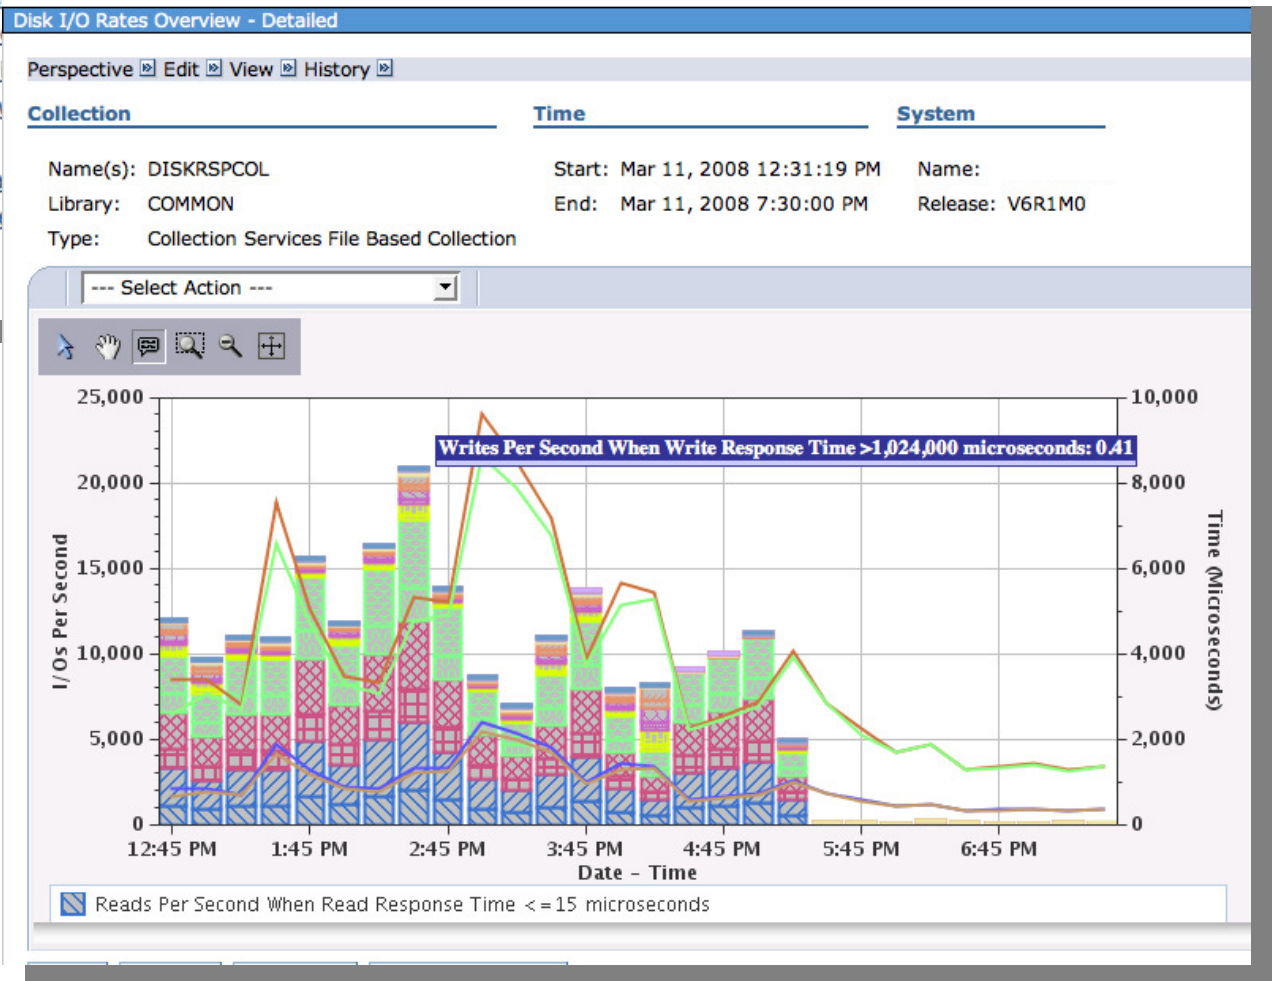 Disk I/O Rates Overview - Detailed
Perspective Edit View History
Collection Time System
Name(s): DISKRSPCOL Start: Mar 11, 2008 12:31:19 PM Name:
Library: COMMON End: Mar 11, 2008 7:30:00 PM Release: V6R1M0
Type: Collection Services File Based Collection
--- Select Action ---
25,000 10,000
Writes Per Second When Write Response Time >1,024,000 microseconds: 0.41
20,000 8,000
15,000 6,000
10,000 4,000
5,000 2,000
0 0
I/Os Per Second
Time (Microseconds)
12:45 PM 1:45 PM 2:45 PM 3:45 PM 4:45 PM 5:45 PM 6:45 PM
Date - Time
Reads Per Second When Read Response Time <=15 microseconds